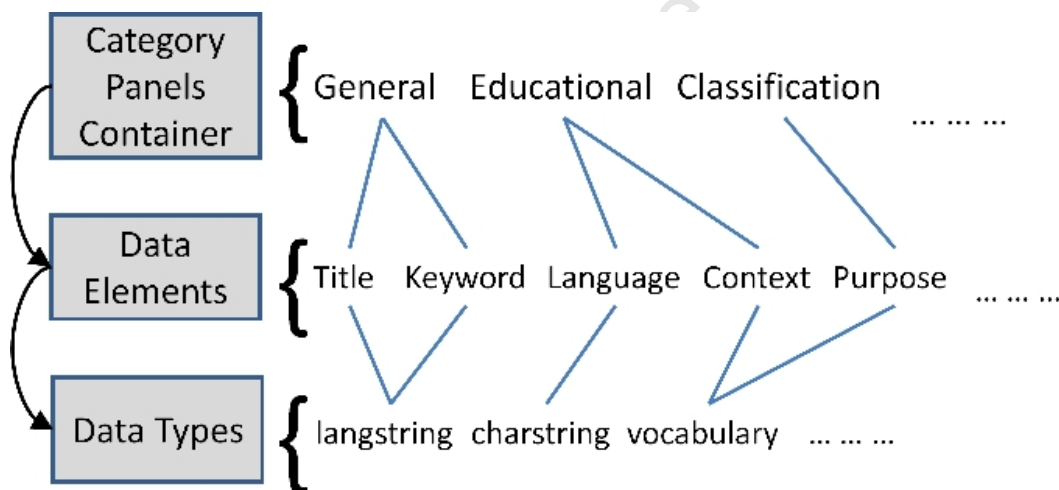 Category
Panels
Container
General Educational Classification
... ... ...
Data
Elements
Title Keyword Language Context Purpose
... ... ...
Data Types
langstring charstring vocabulary ... ... ...